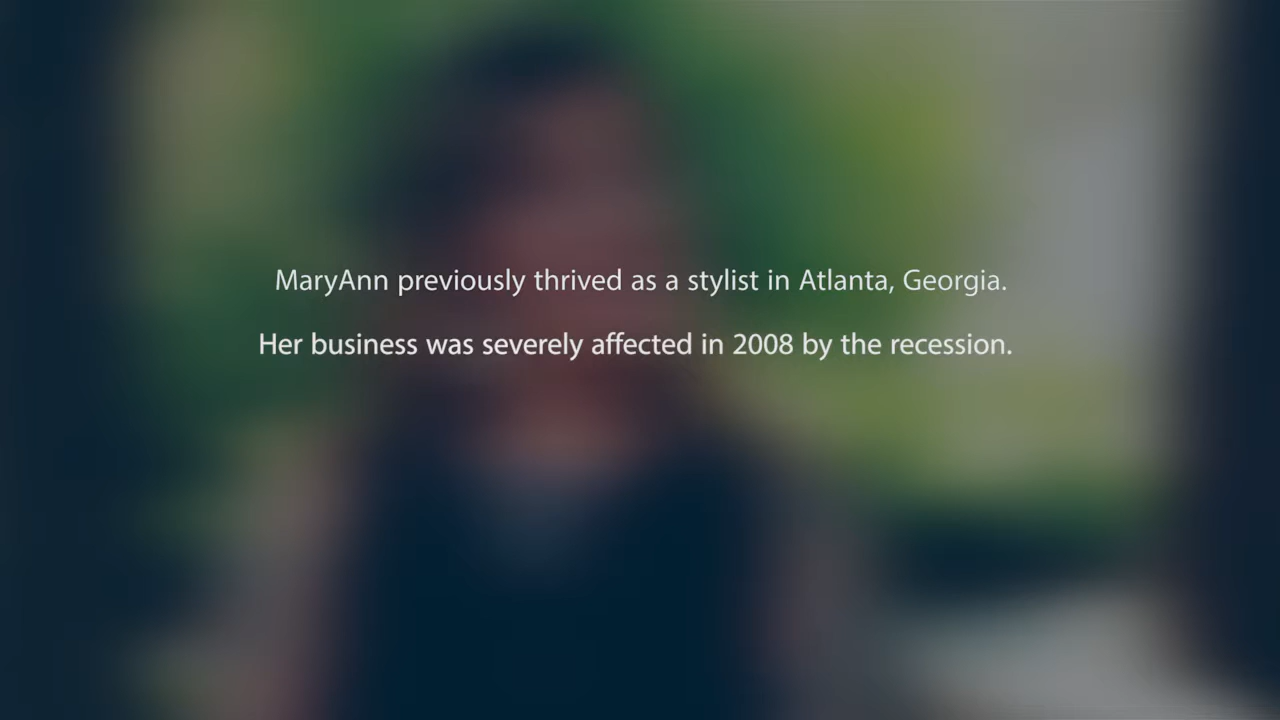 MaryAnn previously thrived as a stylist in Atlanta, Georgia.
Her business was severely affected in 2008 by the recession.